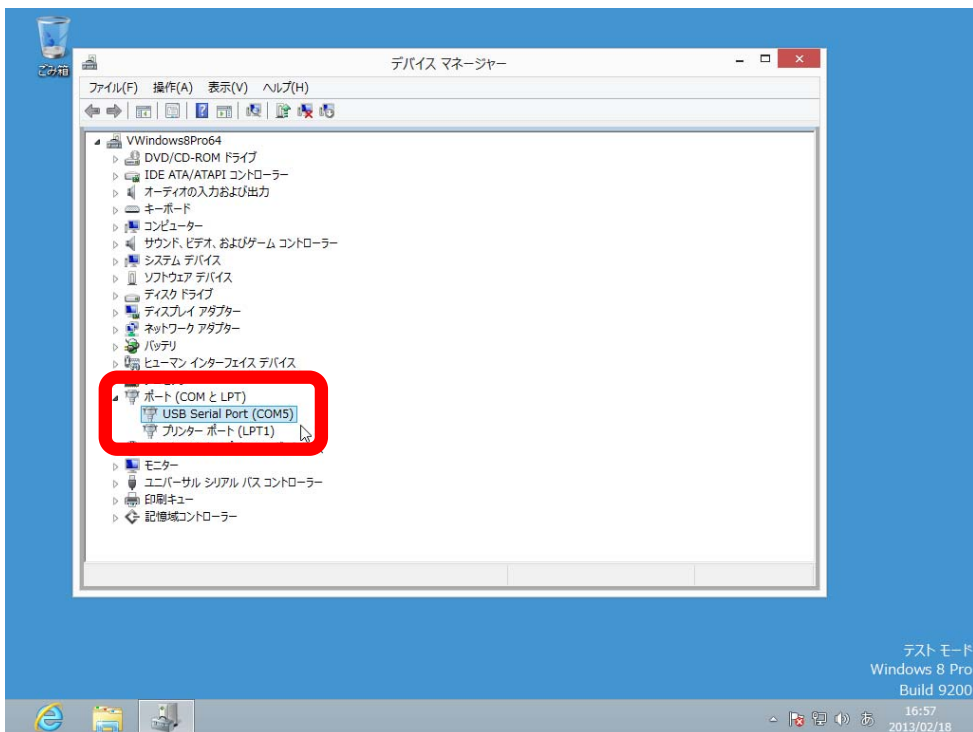 ごみ箱
デバイス マネージャー
ファイル(F) 操作(A) 表示(V) ヘルプ(H)
VWindows8Pro64
DVD/CD-ROM ドライブ
IDE ATA/ATAPI コントローラー
オーディオの入力および出力
キーボード
コンピューター
サウンド、ビデオ、およびゲーム コントローラー
システム デバイス
ソフトウェア デバイス
ディスク ドライブ
ディスプレイ アダプター
ネットワーク アダプター
バッテリ
ヒューマン インターフェイス デバイス
ポート (COM と LPT)
USB Serial Port (COM5)
プリンター ポート (LPT1)
モニター
ユニバーサル シリアル バス コントローラー
印刷キュー
記憶域コントローラー
テスト モード
Windows 8 Pro
Build 9200
あ
16:57
2013/02/18